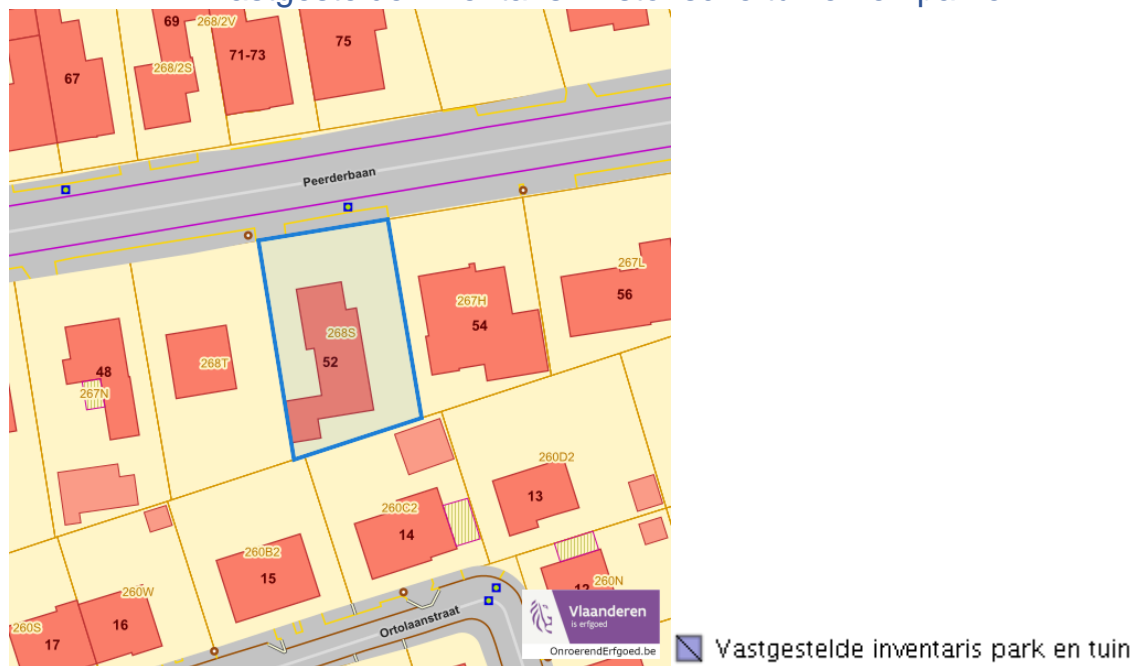 69
268/2V
71-73
75
67
268/2S
Peerderbaan
267L
56
267H
54
268S
52
48
267N
268T
260D2
13
260C2
14
260B2
15
260W
16
260S
17
260N
Ortolaanstraat
Vlaanderen
is erfgoed
OnroerendErfgoed.be
Vastgestelde inventaris park en tuin